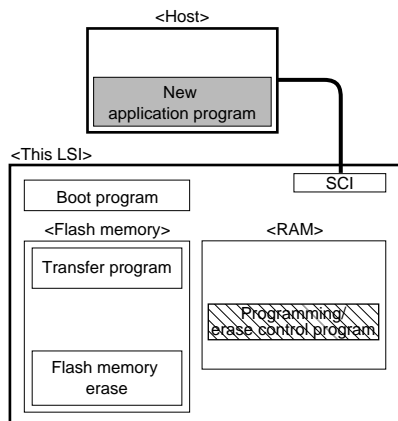 <Host>
New
application program
<This LSI>
SCI
Boot program
<Flash memory>
<RAM>
Transfer program
Programming/
erase control program
Flash memory
erase